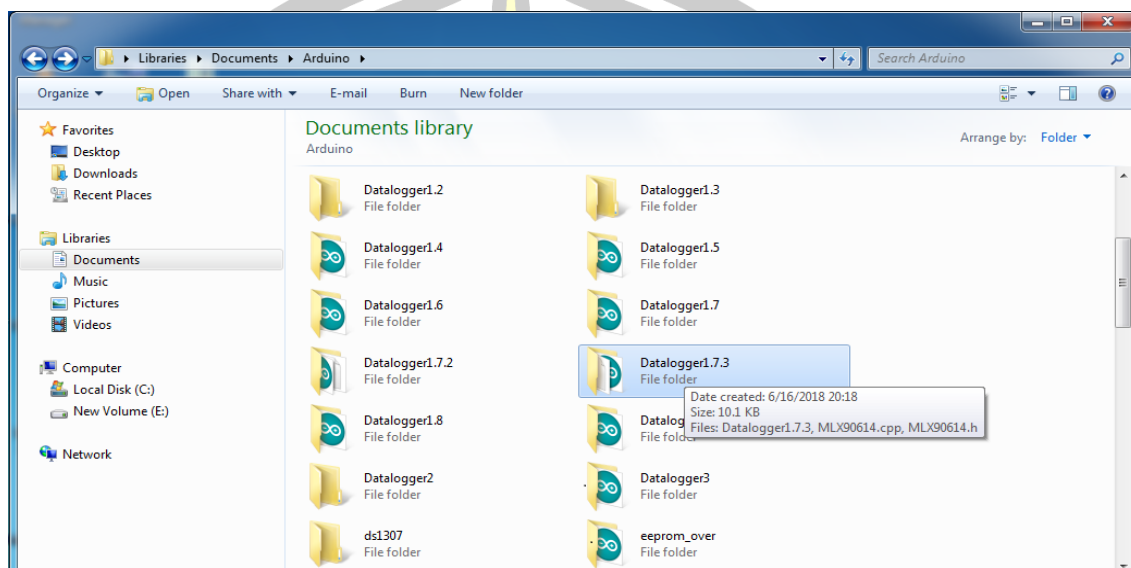 Libraries ▸ Documents ▸ Arduino ▸
Search Arduino
Organize Open Share with E-mail Burn New folder
Favorites
Desktop
Downloads
Recent Places
Libraries
Documents
Music
Pictures
Videos
Computer
Local Disk (C:)
New Volume (E:)
Network
Documents library
Arduino
Arrange by: Folder
Datalogger1.2
File folder
Datalogger1.3
File folder
Datalogger1.4
File folder
Datalogger1.5
File folder
Datalogger1.6
File folder
Datalogger1.7
File folder
Datalogger1.7.2
File folder
Datalogger1.7.3
File folder
Date created: 6/16/2018 20:18
Size: 10.1 KB
Files: Datalogger1.7.3, MLX90614.cpp, MLX90614.h
Datalogger1.8
File folder
File folder
Datalogger2
File folder
Datalogger3
File folder
ds1307
File folder
eeprom_over
File folder